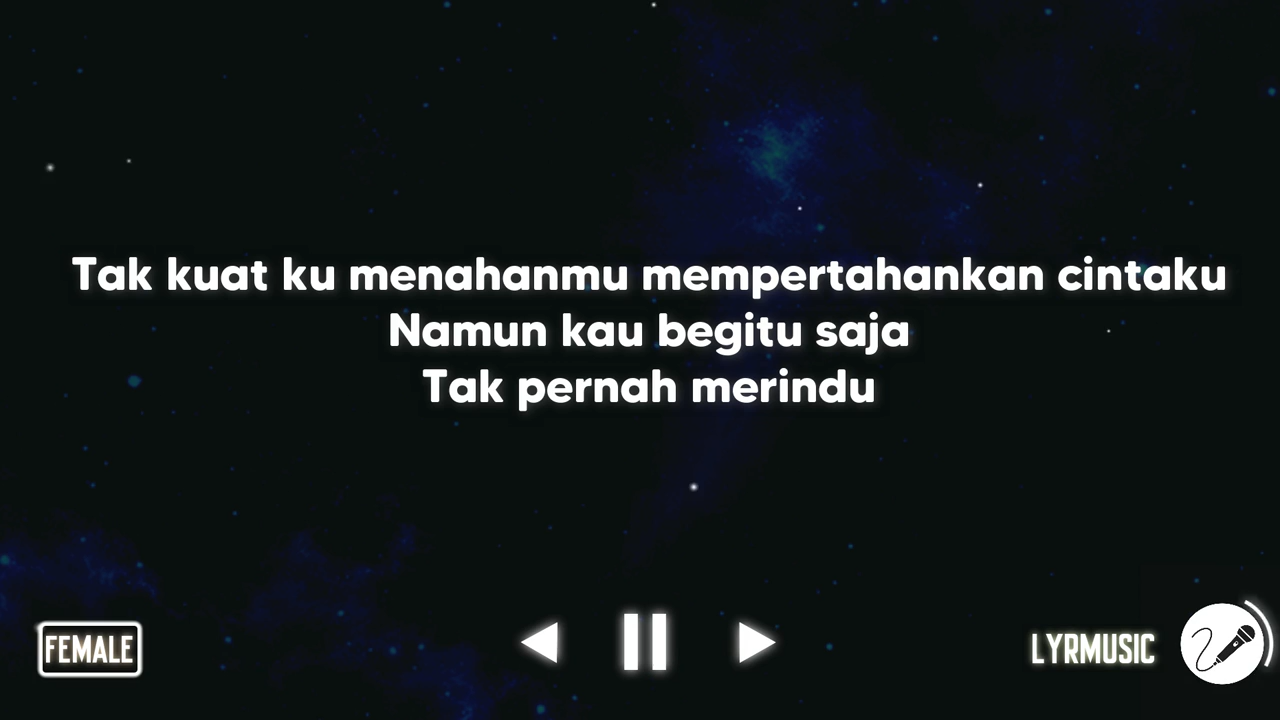 Tak kuat ku menahanmu mempertahankan cintaku
Namun kau begitu saja
Tak pernah merindu
FEMALE
LYRMUSIC